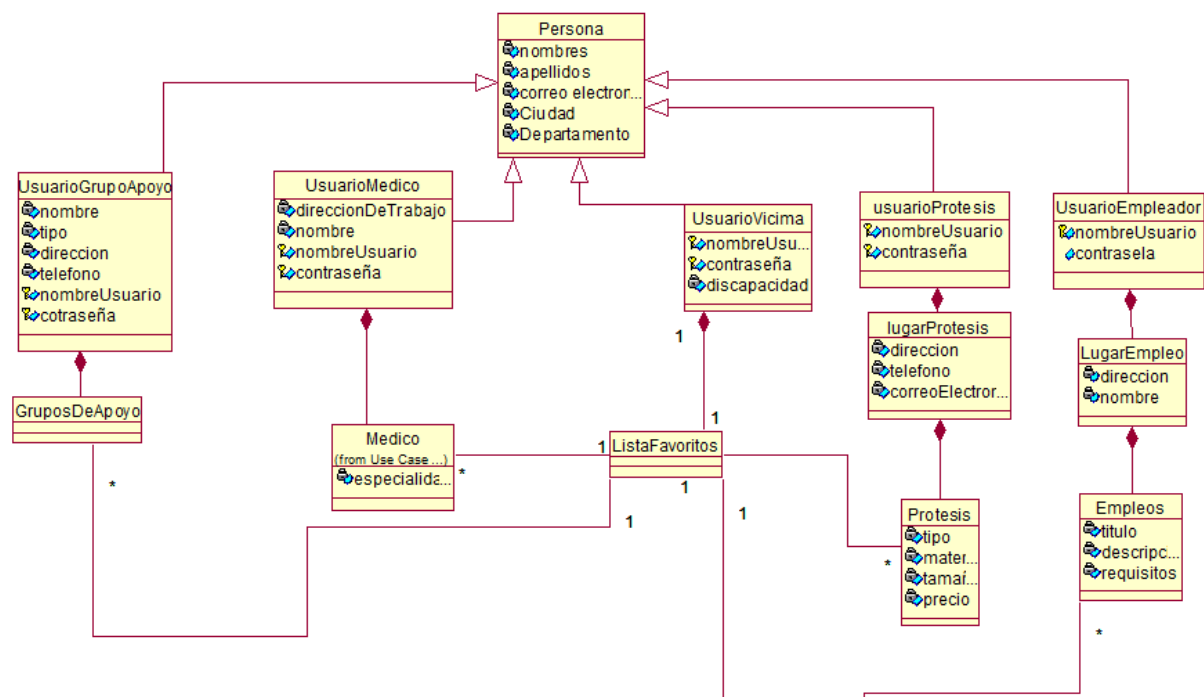 Persona
nombres
apellidos
correo electror...
Ciudad
Departamento
UsuarioGrupoApoyo
nombre
tipo
direccion
telefono
nombreUsuario
cotraseña
UsuarioMedico
direccionDeTrabajo
nombre
nombreUsuario
contraseña
UsuarioVicima
nombreUsu...
contraseña
discapacidad
usuarioProtesis
nombreUsuario
contraseña
UsuarioEmpleador
nombreUsuario
contrasela
lugarProtesis
direccion
telefono
correoElectror...
LugarEmpleo
direccion
nombre
GruposDeApoyo
Medico
(from Use Case ...)
especialida...
ListaFavoritos
Protesis
tipo
mater...
tamaí...
precio
Empleos
titulo
descripc...
requisitos
1
1
1
*
*
1
1
1
*
*